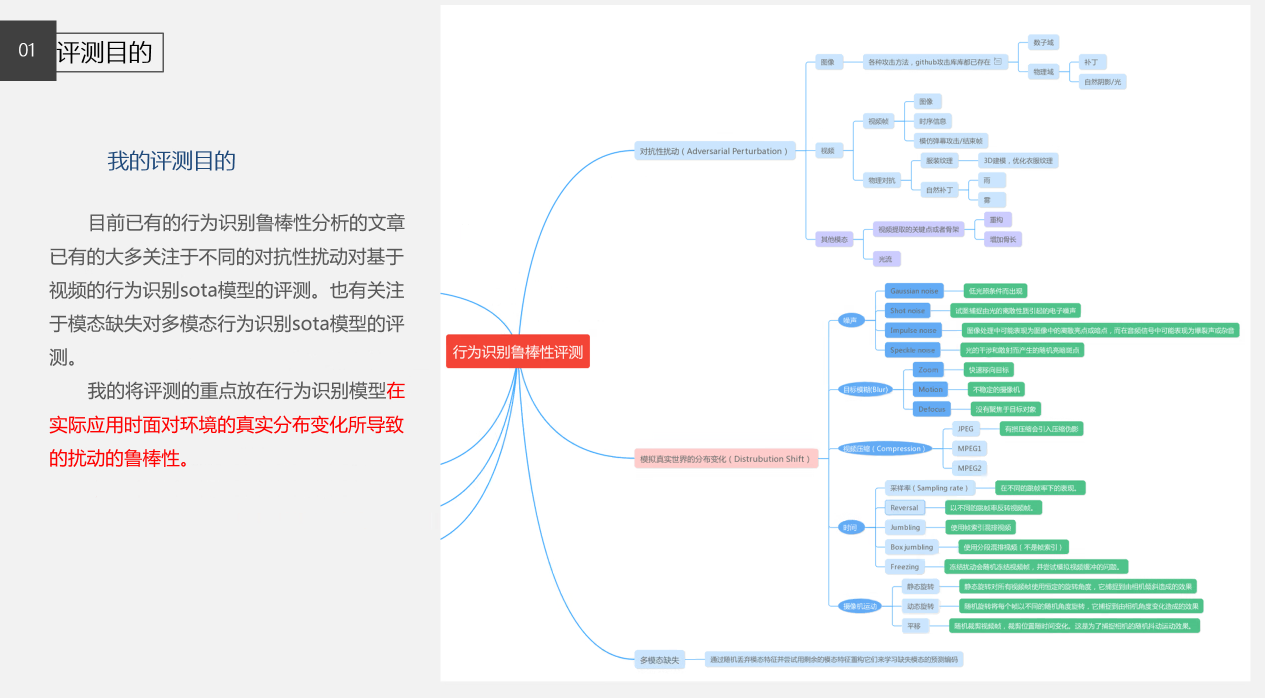 01
评测目的
我的评测目的
目前已有的行为识别鲁棒性分析的文章
已有的大多关注于不同的对抗性扰动对基于
视频的行为识别sota模型的评测。也有关注
于模态缺失对多模态行为识别sota模型的评
测。
我的将评测的重点放在行为识别模型在
实际应用时面对环境的真实分布变化所导致
的扰动的鲁棒性。
行为识别鲁棒性评测
对抗性扰动（Adversarial Perturbation）
图像
各种攻击方法，github攻击库库都已存在
数子域
物理域
补丁
自然阴影/光
视频
视频帧
图像
时序信息
模仿弹幕攻击/结束帧
物理对抗
服装纹理
3D建模，优化衣服纹理
自然补丁
雨
雪
其他模态
视频提取的关键点或者骨架
重构
增加骨长
光流
模拟真实世界的分布变化（Distrubution Shift）
噪声
Gaussian noise
低光照条件而出现
Shot noise
试图捕捉由光的离散性质引起的电子噪声
Impulse noise
图像处理中可能表现为图像中的离散亮点或暗点，而在音频信号中可能表现为爆裂声或杂音
Speckle noise
光的干涉和散射而产生的随机亮暗斑点
目标模糊(Blur)
Zoom
快速移向目标
Motion
不稳定的摄像机
Defocus
没有聚焦于目标对象
视频压缩（Compression）
JPEG
有损压缩会引入压缩伪影
MPEG1
MPEG2
时间
采样率（Sampling rate）
在不同的跳帧率下的表现。
Reversal
以不同的跳帧率反转视频帧。
Jumbling
使用帧索引混排视频
Box jumbling
使用分段混排视频（不是帧索引）
Freezing
冻结扰动会随机冻结视频帧，并尝试模拟视频缓冲的问题。
摄像机运动
静态旋转
静态旋转对所有视频帧使用恒定的旋转角度，它捕捉到由相机倾斜造成的效果
动态旋转
随机旋转将每个帧以不同的随机角度旋转，它捕捉到由相机角度变化造成的效果
平移
随机裁剪视频帧，裁剪位置随时间变化。这是为了捕捉相机的随机抖动运动效果。
多模态缺失
通过随机丢弃模态特征并尝试用剩余的模态特征重构它们来学习缺失模态的预测编码